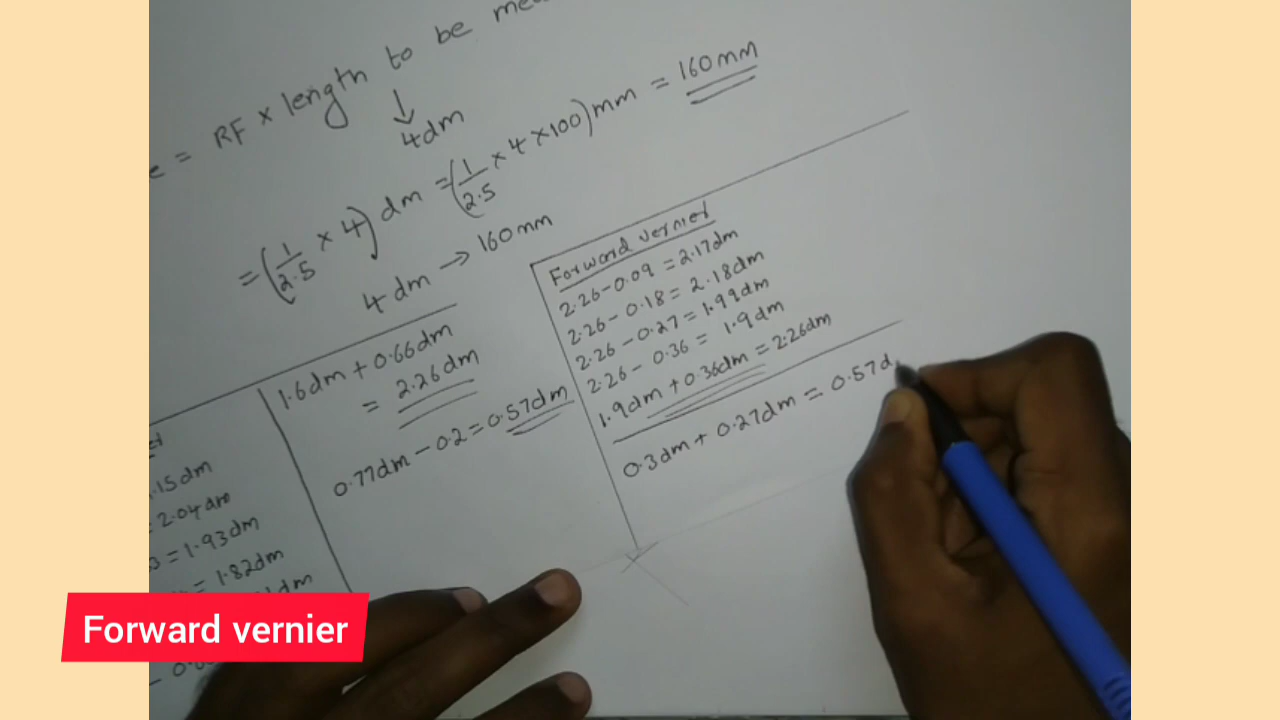 RF × length to be
↓
4dm
= (1/2.5 × 4) dm = (1/2.5 × 4 × 100) mm = 160 mm
4 dm → 160 mm
1.6dm + 0.66dm
= 2.26dm
0.77dm - 0.2 = 0.57dm
Forward vernier
2.26 - 0.09 = 2.17dm
2.26 - 0.18 = 2.18dm
2.26 - 0.27 = 1.99dm
2.26 - 0.36 = 1.9dm
1.9dm + 0.36dm = 2.26dm
0.3dm + 0.27dm = 0.57d
.15dm
= 2.04dm
3 = 1.93dm
= 1.82dm
Forward vernier